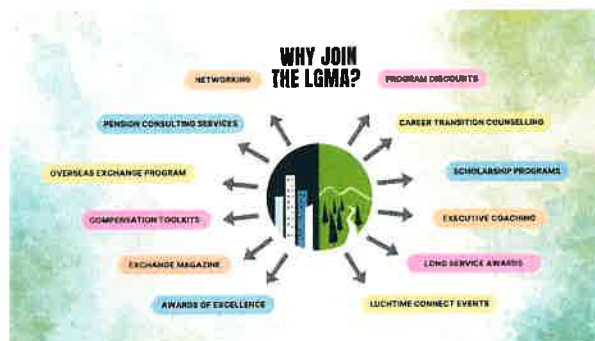 WHY JOIN
THE LGMA?
NETWORKING
PROGRAM DISCOUNTS
PENSION CONSULTING SERVICES
CAREER TRANSITION COUNSELLING
OVERSEAS EXCHANGE PROGRAM
SCHOLARSHIP PROGRAMS
COMPENSATION TOOLKITS
EXECUTIVE COACHING
EXCHANGE MAGAZINE
LONG SERVICE AWARDS
AWARDS OF EXCELLENCE
LUCHTIME CONNECT EVENTS